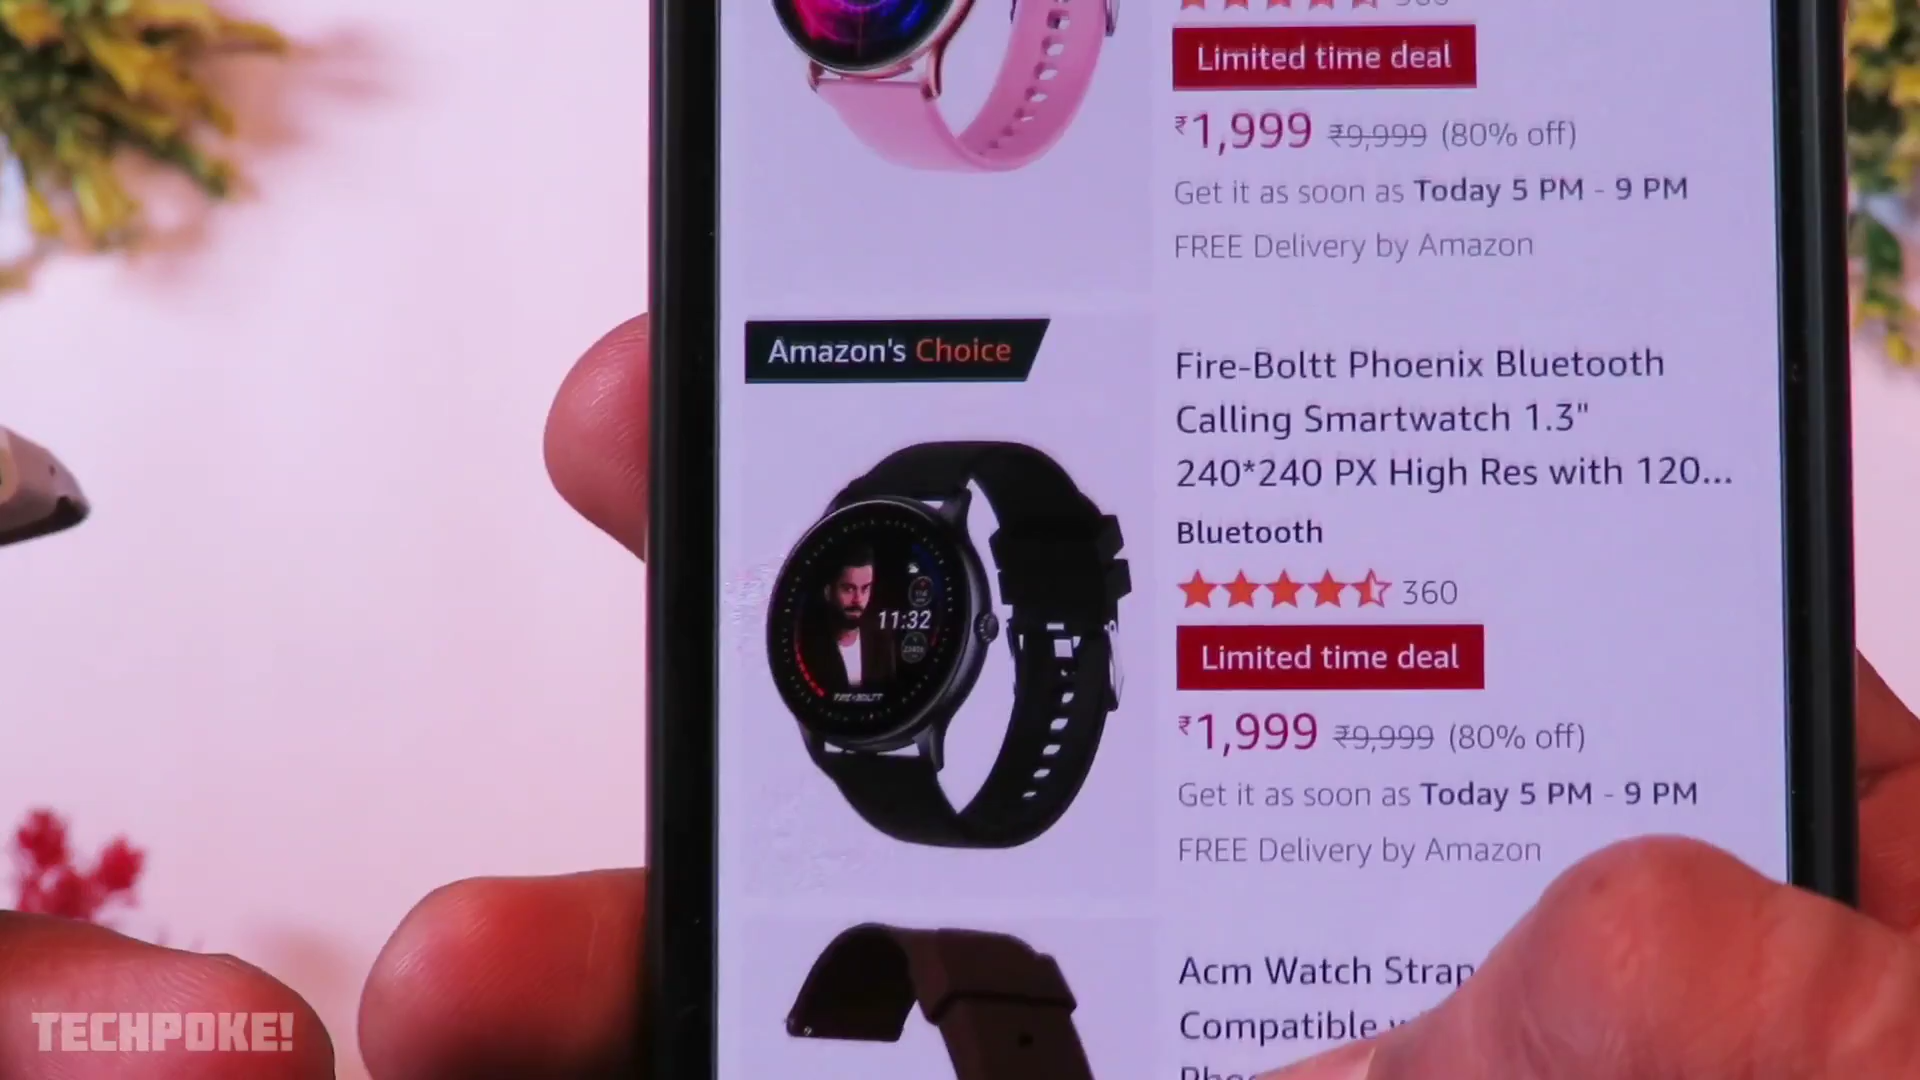 Limited time deal
₹1,999 ₹9,999 (80% off)
Get it as soon as Today 5 PM - 9 PM
FREE Delivery by Amazon
Amazon's Choice
Fire-Boltt Phoenix Bluetooth
Calling Smartwatch 1.3"
240*240 PX High Res with 120...
Bluetooth
11:32
FIRE-BOLTT
360
Limited time deal
₹1,999 ₹9,999 (80% off)
Get it as soon as Today 5 PM - 9 PM
FREE Delivery by Amazon
Acm Watch Strap
Compatible
TECHPOKE!